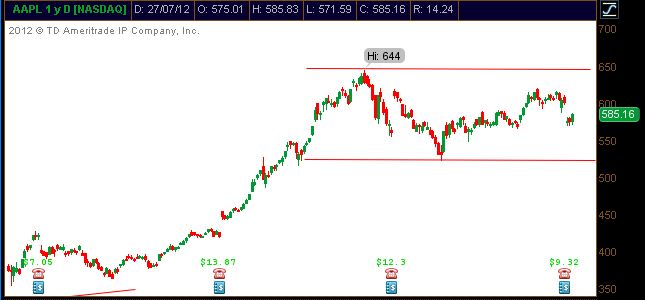 AAPL 1 y D [NASDAQ] D: 27/07/12 O: 575.01 H: 585.83 L: 571.59 C: 585.16 R: 14.24
2012 © TD Ameritrade IP Company, Inc.
700
Hi: 644
650
600
585.16
550
500
450
400
$7.05 $13.87 $12.3 $9.32
350